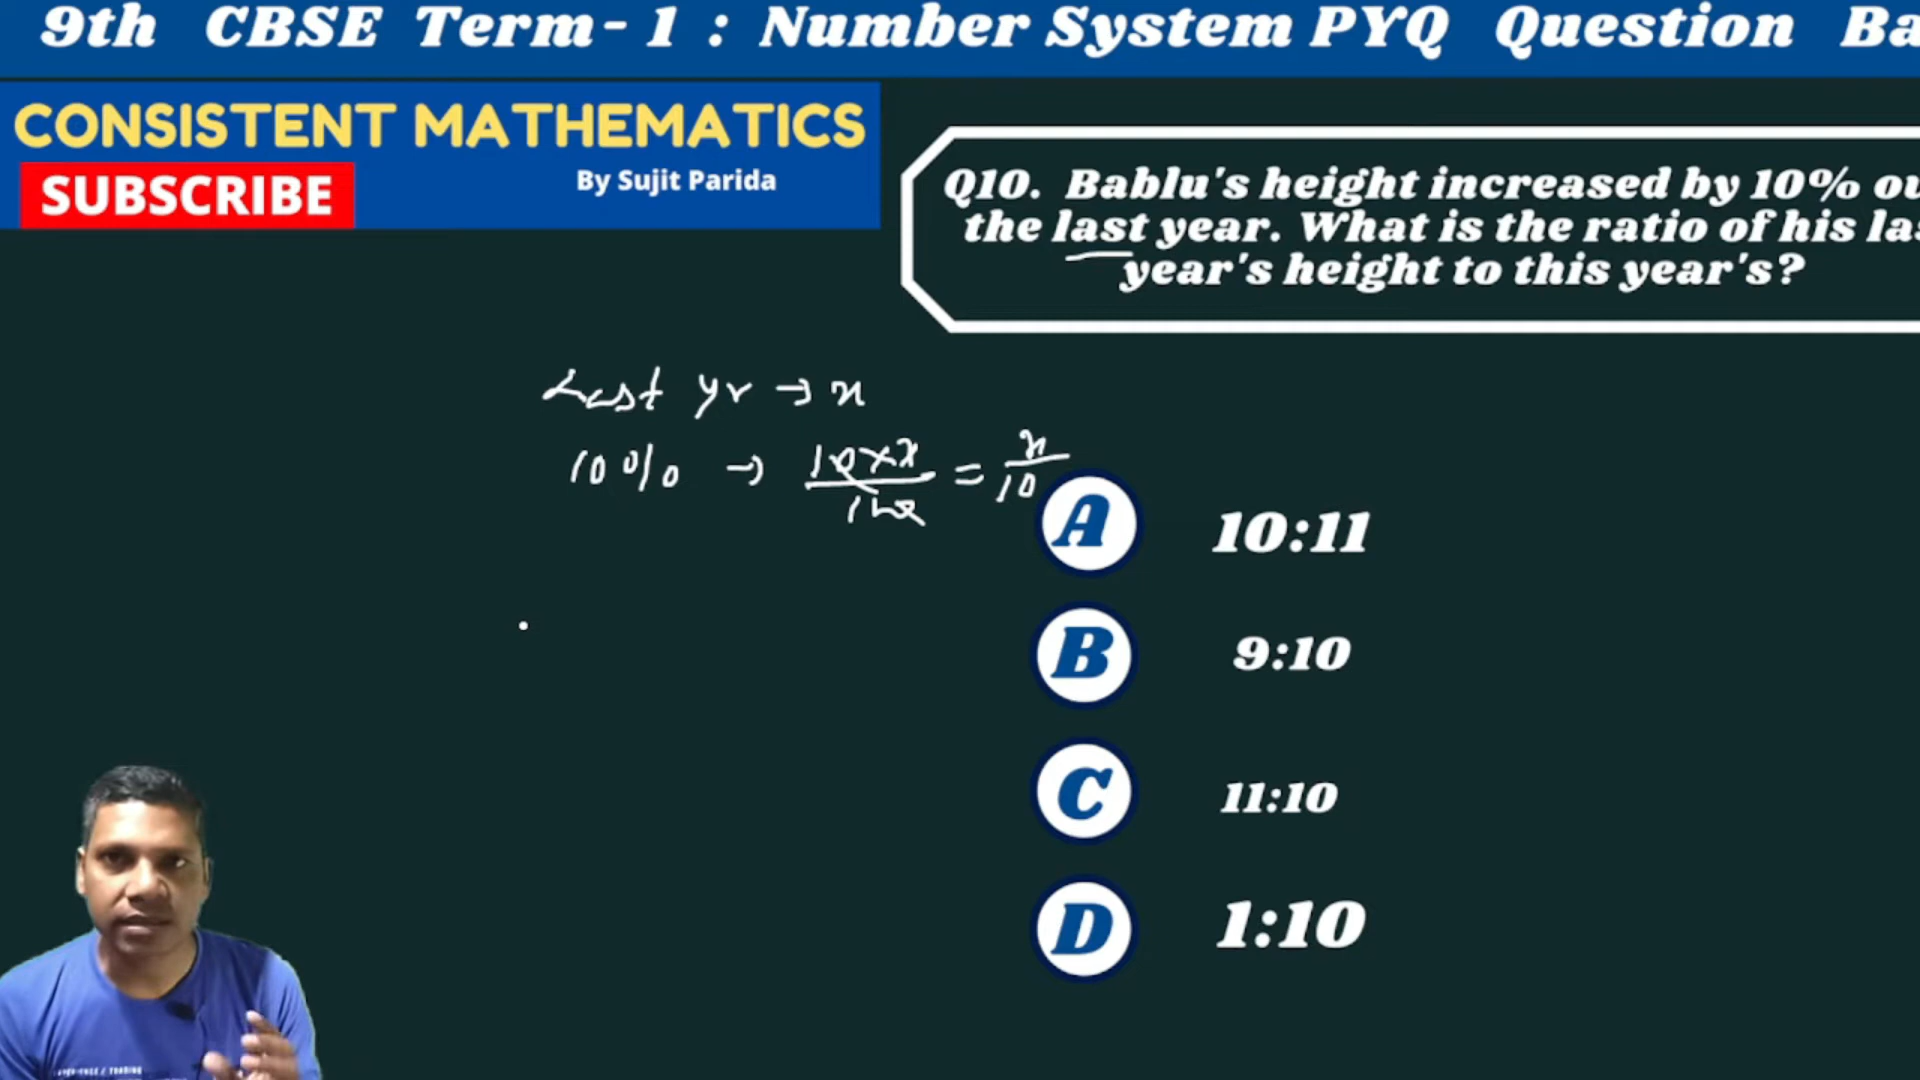 9th CBSE Term- 1 : Number System PYQ Question Ba
CONSISTENT MATHEMATICS
SUBSCRIBE
By Sujit Parida
Q10. Bablu's height increased by 10% ov
the last year. What is the ratio of his las
year's height to this year's?
Last yr → x
10% → 10×x/100 = x/10
A 10:11
B 9:10
C 11:10
D 1:10